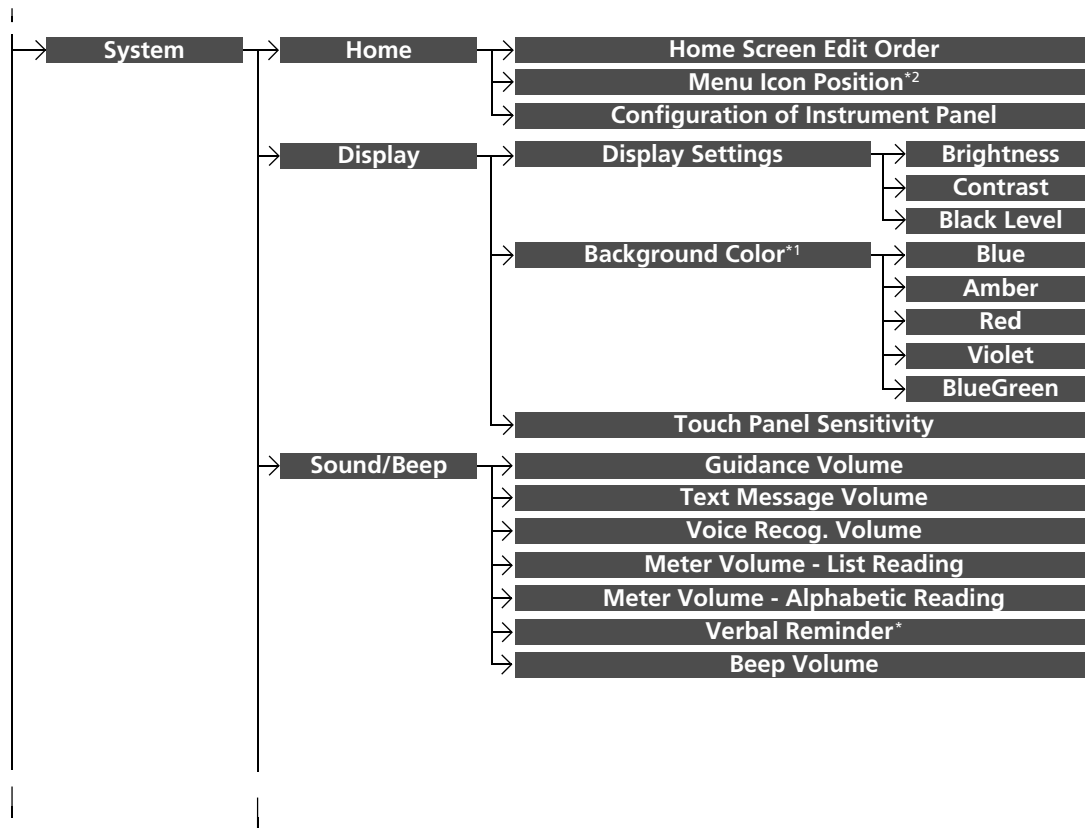 System
Home
Home Screen Edit Order
Menu Icon Position*2
Configuration of Instrument Panel
Display
Display Settings
Brightness
Contrast
Black Level
Background Color*1
Blue
Amber
Red
Violet
BlueGreen
Touch Panel Sensitivity
Sound/Beep
Guidance Volume
Text Message Volume
Voice Recog. Volume
Meter Volume - List Reading
Meter Volume - Alphabetic Reading
Verbal Reminder*
Beep Volume